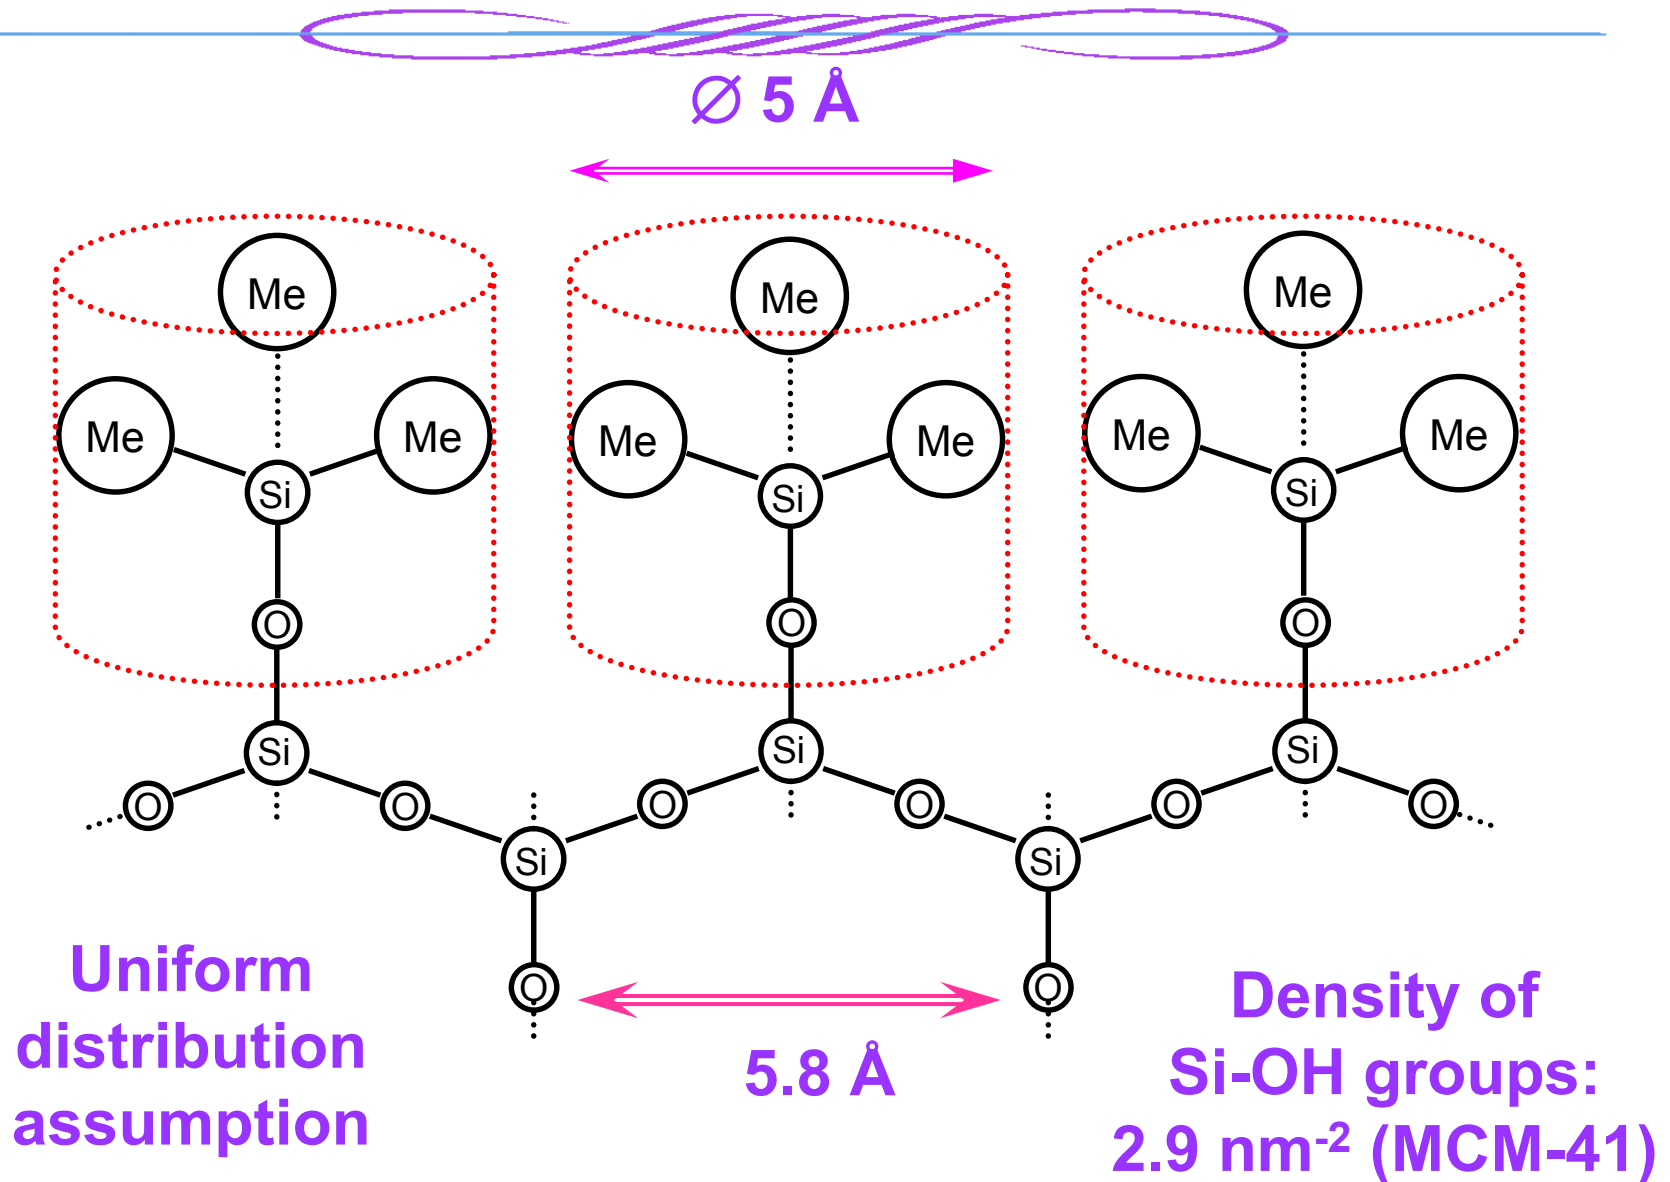 ∅ 5 Å
Me Me Me
Me Me Me Me Me Me
Si Si Si
O O O
Si Si Si
O O O O O O
Si Si
O O
Uniform
distribution
assumption
5.8 Å
Density of
Si-OH groups:
2.9 nm⁻² (MCM-41)